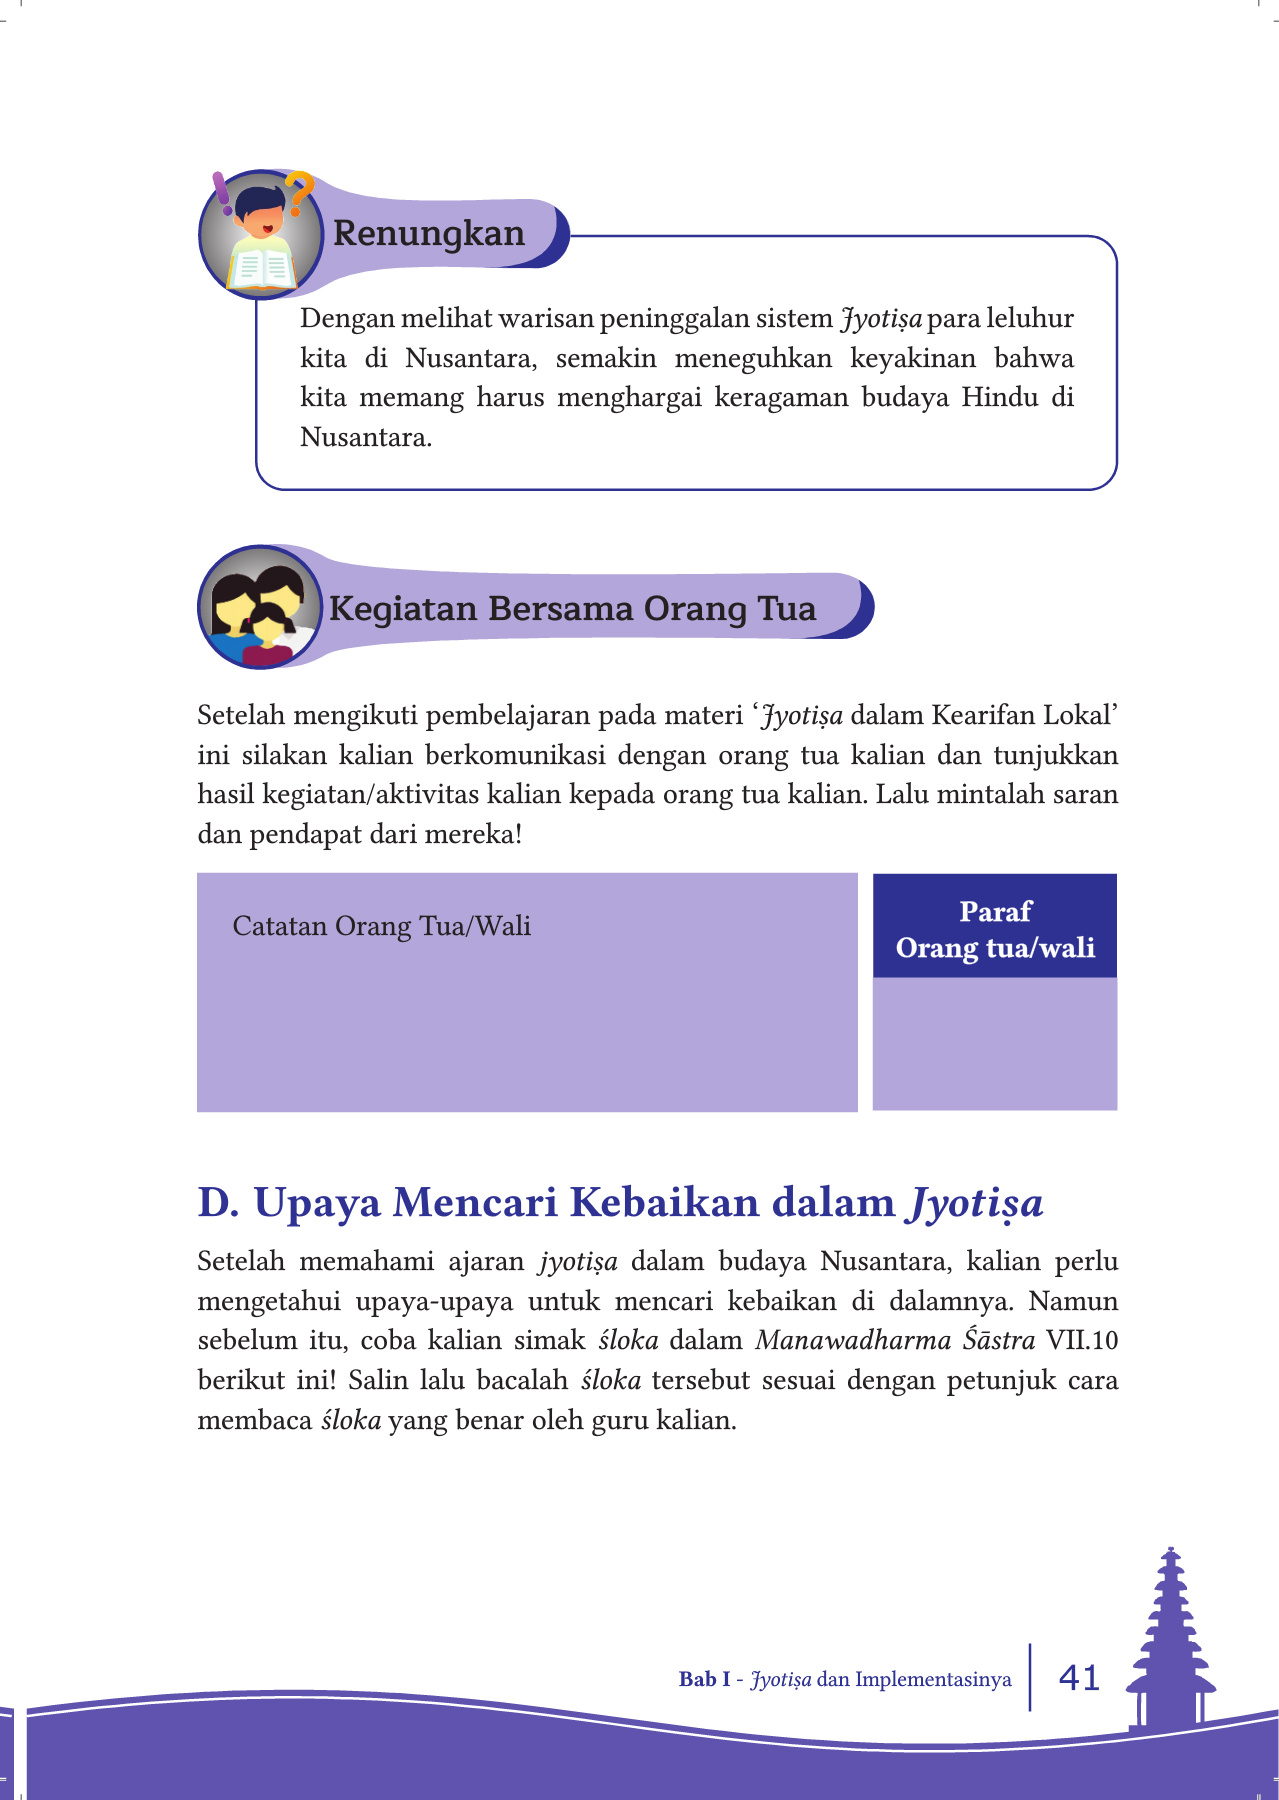 Renungkan
Dengan melihat warisan peninggalan sistem Jyotiṣa para leluhur
kita di Nusantara, semakin meneguhkan keyakinan bahwa
kita memang harus menghargai keragaman budaya Hindu di
Nusantara.
Kegiatan Bersama Orang Tua
Setelah mengikuti pembelajaran pada materi ‘Jyotiṣa dalam Kearifan Lokal’
ini silakan kalian berkomunikasi dengan orang tua kalian dan tunjukkan
hasil kegiatan/aktivitas kalian kepada orang tua kalian. Lalu mintalah saran
dan pendapat dari mereka!
Catatan Orang Tua/Wali
Paraf
Orang tua/wali
D. Upaya Mencari Kebaikan dalam Jyotiṣa
Setelah memahami ajaran jyotiṣa dalam budaya Nusantara, kalian perlu
mengetahui upaya-upaya untuk mencari kebaikan di dalamnya. Namun
sebelum itu, coba kalian simak śloka dalam Manawadharma Śāstra VII.10
berikut ini! Salin lalu bacalah śloka tersebut sesuai dengan petunjuk cara
membaca śloka yang benar oleh guru kalian.
Bab I - Jyotiṣa dan Implementasinya
41